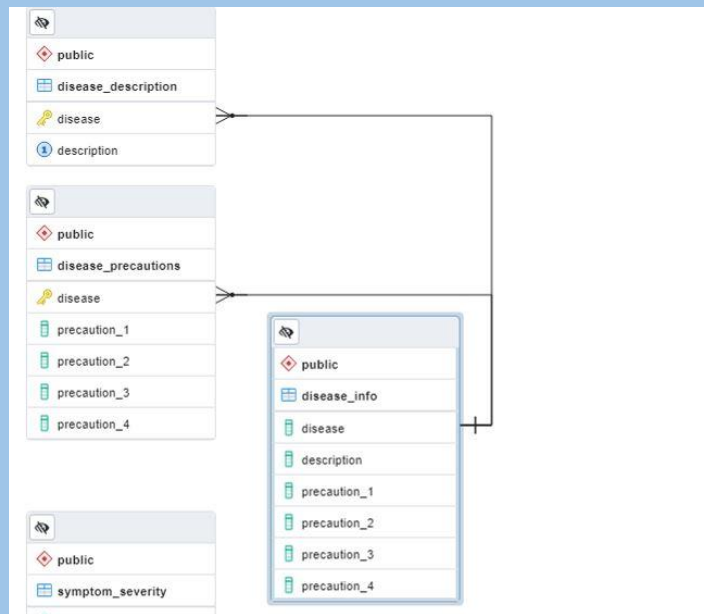 public
disease_description
disease
1
description
public
disease_precautions
disease
precaution_1
precaution_2
precaution_3
precaution_4
public
disease_info
disease
description
precaution_1
precaution_2
precaution_3
precaution_4
public
symptom_severity